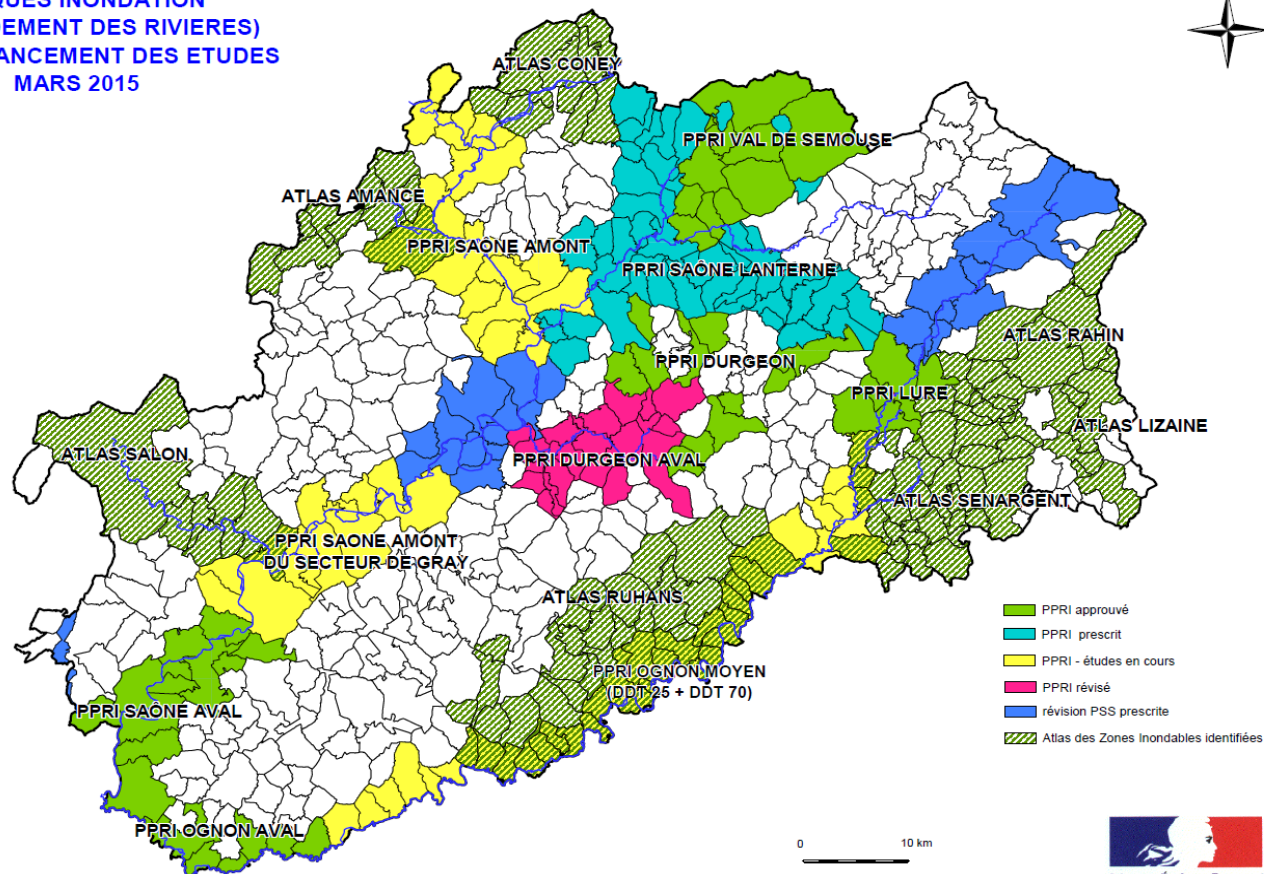 QUES INONDATION
DEMENT DES RIVIERES)
ANCEMENT DES ETUDES
MARS 2015
ATLAS CONEY
PPRI VAL DE SEMOUSE
ATLAS AMANCE
PPRI SAONE AMONT
PPRI SAÔNE LANTERNE
ATLAS RAHIN
PPRI DURGEON
PPRI LURE
ATLAS LIZAINE
ATLAS SALON
PPRI DURGEON AVAL
ATLAS SENARGENT
PPRI SAONE AMONT
DU SECTEUR DE GRAY
ATLAS RUHANS
PPRI OGNON MOYEN
(DDT 25 + DDT 70)
PPRI SAÔNE AVAL
PPRI OGNON AVAL
PPRI approuvé
PPRI prescrit
PPRI - études en cours
PPRI révisé
révision PSS prescrite
Atlas des Zones Inondables identifiées
0 10 km